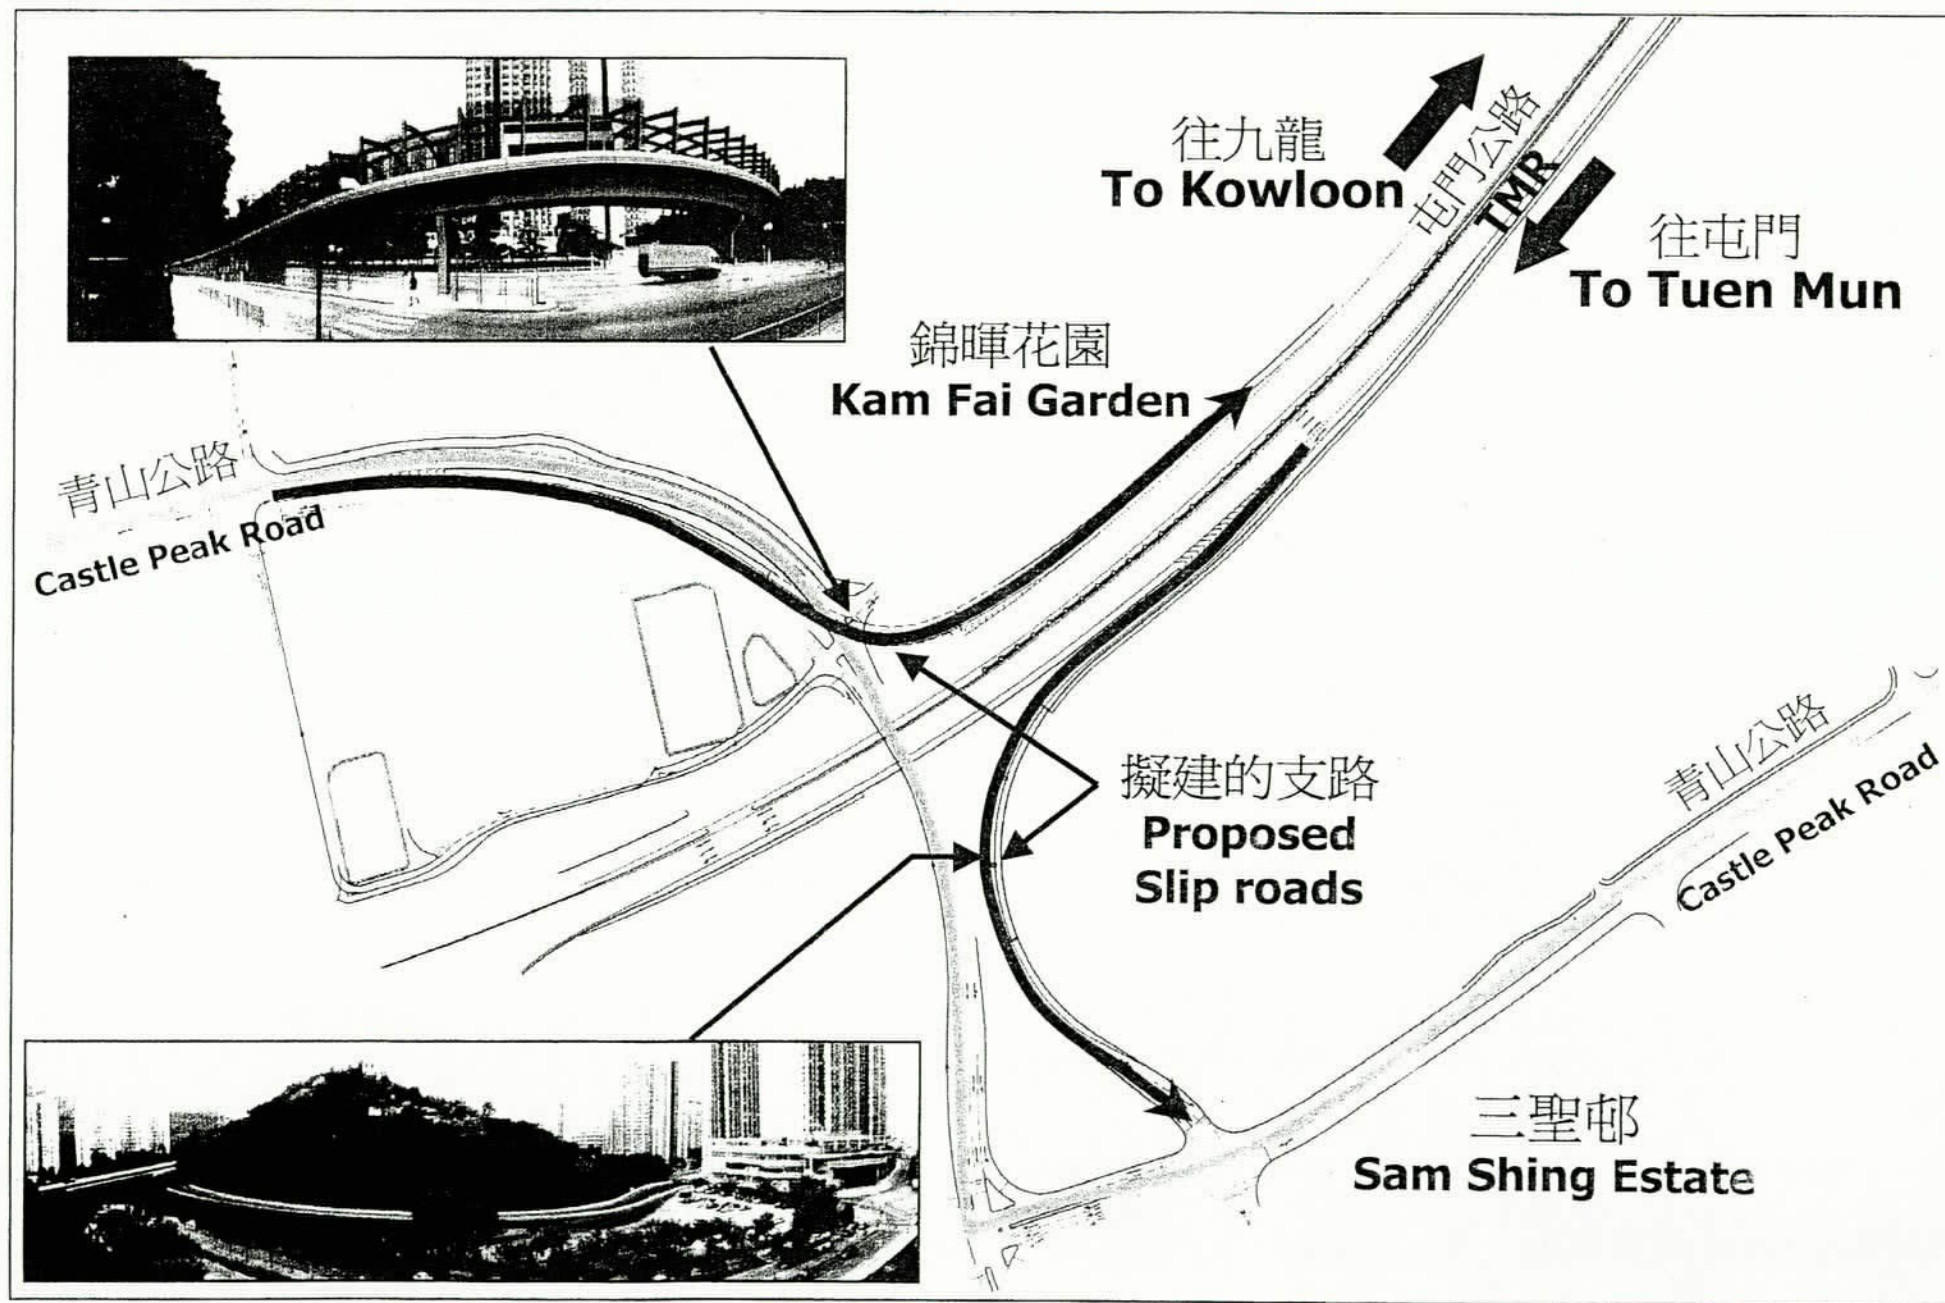 往九龍
To Kowloon
屯門公路
TMR
往屯門
To Tuen Mun
錦暉花園
Kam Fai Garden
青山公路
Castle Peak Road
擬建的支路
Proposed
Slip roads
青山公路
Castle Peak Road
三聖邨
Sam Shing Estate